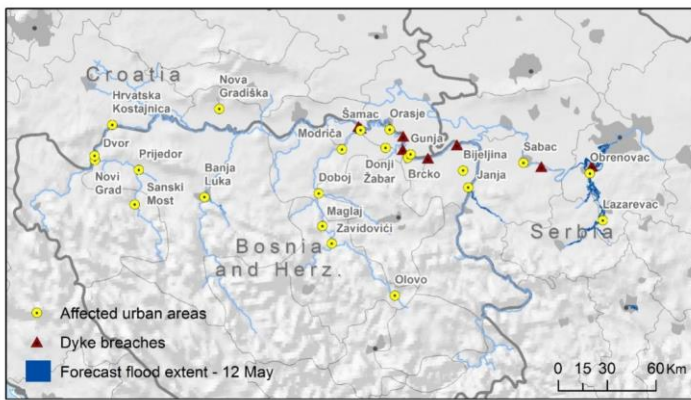 Croatia
Nova
Gradiška
Hrvatska
Kostajnica
Šamac
Orasje
Modriča
Gunja
Dvor
Prijedor
Banja
Luka
Donji
Žabar
Brčko
Bijeljina
Sabac
Obrenovac
Novi
Grad
Sanski
Most
Doboj
Janja
Maglaj
Zavidovići
Lazarevac
Bosnia
and Herz.
Serbia
Olovo
Affected urban areas
Dyke breaches
Forecast flood extent - 12 May
0 15 30 60 Km